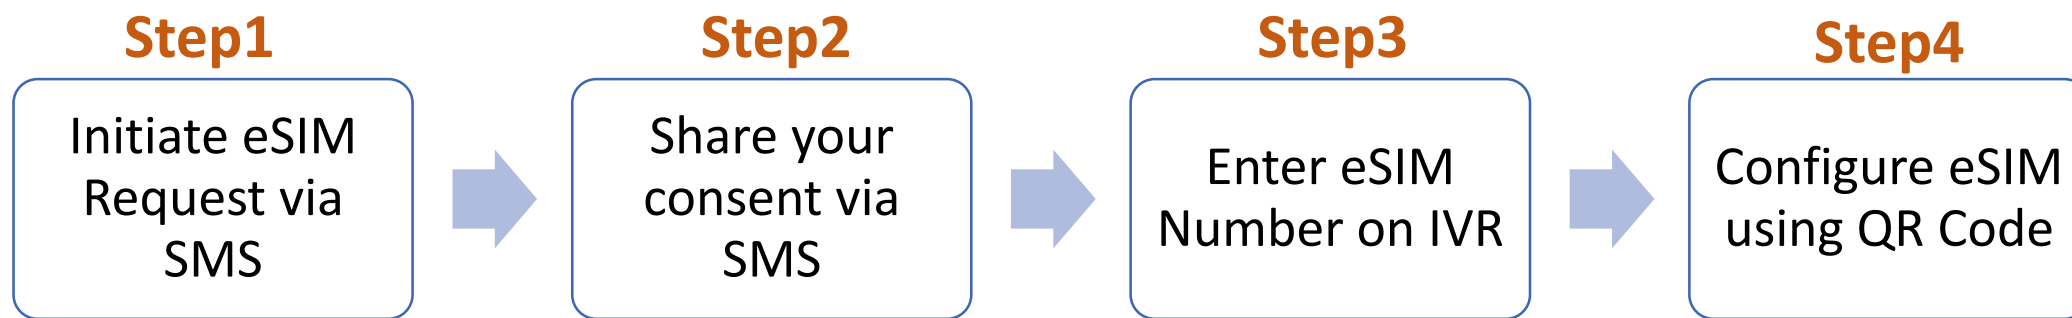 Step1
Initiate eSIM
Request via
SMS
Step2
Share your
consent via
SMS
Step3
Enter eSIM
Number on IVR
Step4
Configure eSIM
using QR Code